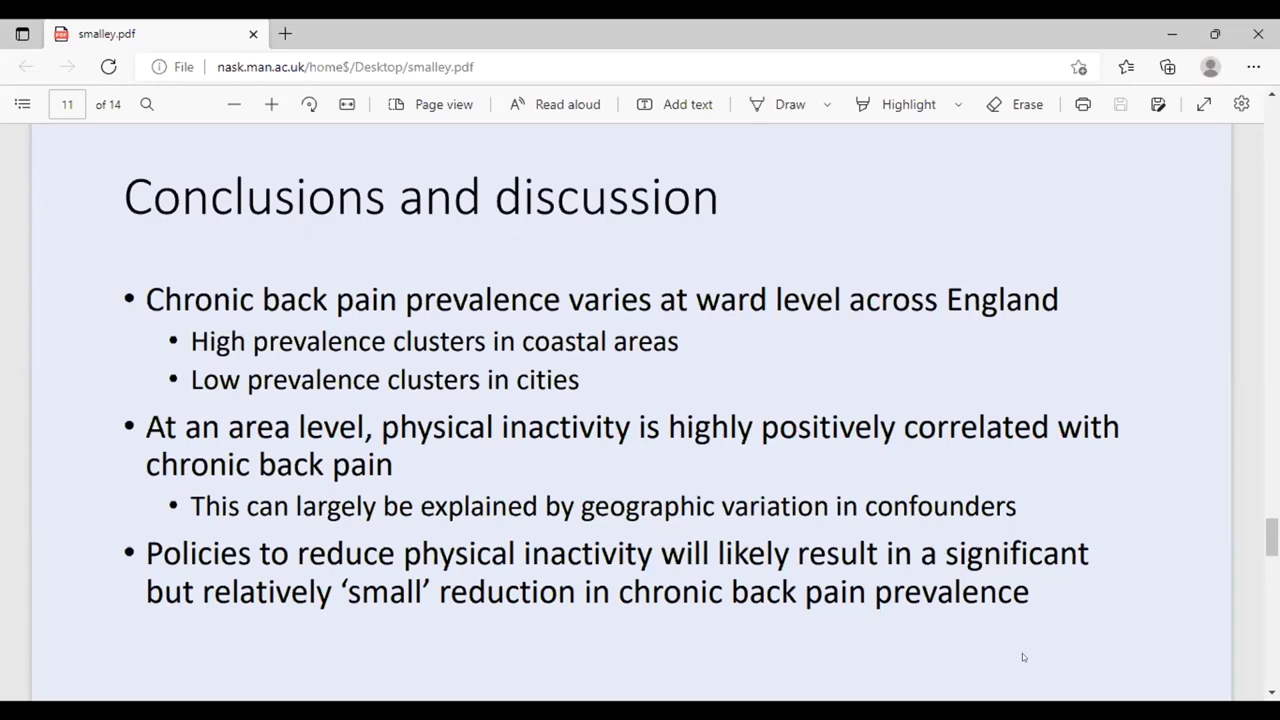 smalley.pdf
File nask.man.ac.uk/home$/Desktop/smalley.pdf
11 of 14 Page view Read aloud Add text Draw Highlight Erase
Conclusions and discussion
• Chronic back pain prevalence varies at ward level across England
• High prevalence clusters in coastal areas
• Low prevalence clusters in cities
• At an area level, physical inactivity is highly positively correlated with
chronic back pain
• This can largely be explained by geographic variation in confounders
• Policies to reduce physical inactivity will likely result in a significant
but relatively ‘small’ reduction in chronic back pain prevalence